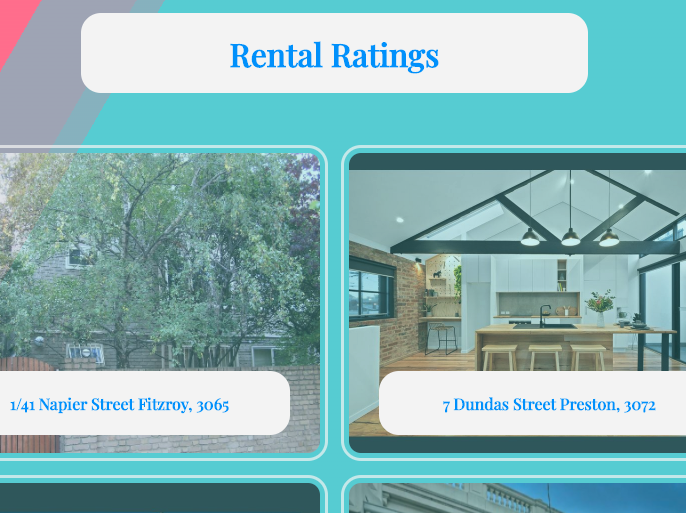 Rental Ratings
1/41 Napier Street Fitzroy, 3065
7 Dundas Street Preston, 3072